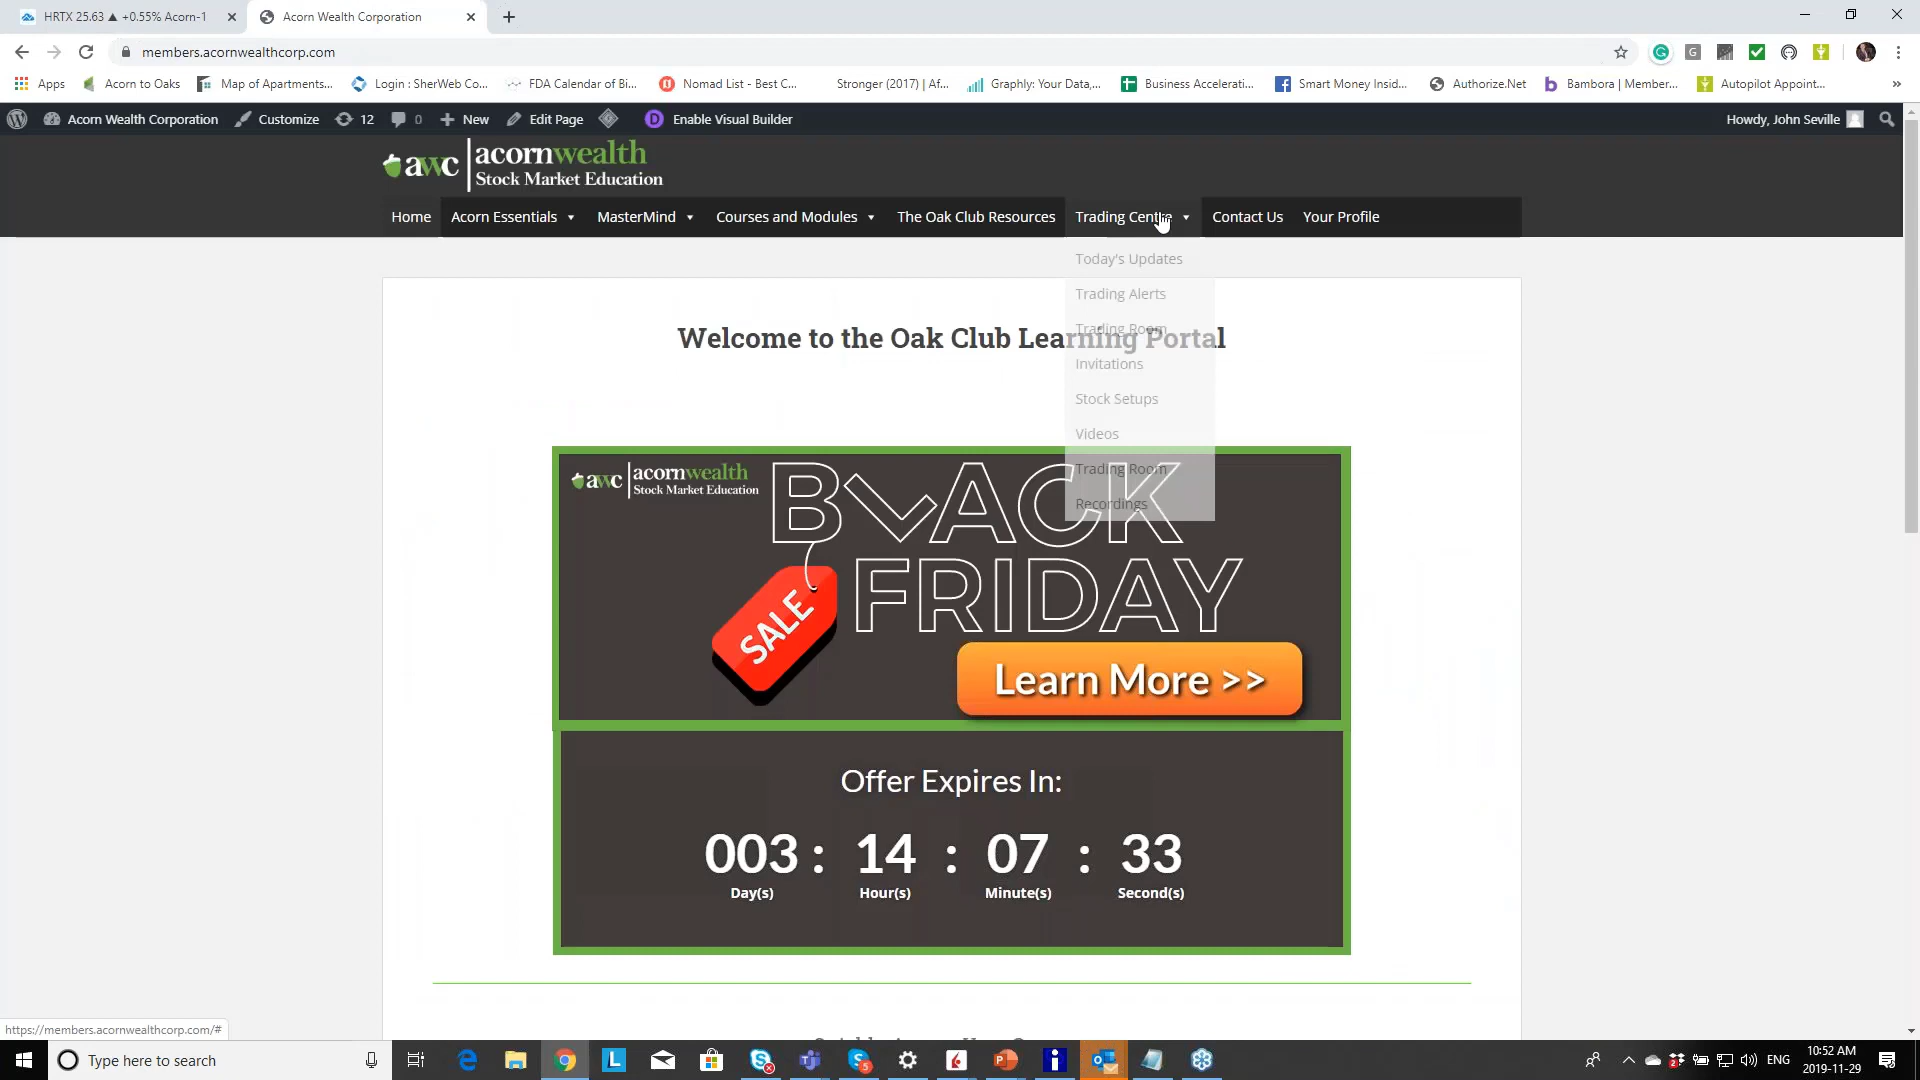 HRTX 25.63 ▲ +0.55% Acorn-1
Acorn Wealth Corporation
members.acornwealthcorp.com
Apps
Acorn to Oaks
Map of Apartments...
Login : SherWeb Co...
FDA Calendar of Bi...
Nomad List - Best C...
Stronger (2017) | Af...
Graphly: Your Data,...
Business Accelerati...
Smart Money Insid...
Authorize.Net
Bambora | Member...
Autopilot Appoint...
»
Acorn Wealth Corporation
Customize
12
0
New
Edit Page
Enable Visual Builder
Howdy, John Seville
awc acornwealth
Stock Market Education
Home
Acorn Essentials
MasterMind
Courses and Modules
The Oak Club Resources
Trading Centre
Contact Us
Your Profile
Today's Updates
Trading Alerts
Trading Room
Invitations
Stock Setups
Videos
Trading Room
Recordings
Welcome to the Oak Club Learning Portal
awc acornwealth
Stock Market Education
BLACK
FRIDAY
SALE
Learn More >>
Offer Expires In:
003 : 14 : 07 : 33
Day(s) Hour(s) Minute(s) Second(s)
https://members.acornwealthcorp.com/#
Type here to search
ENG
10:52 AM
2019-11-29